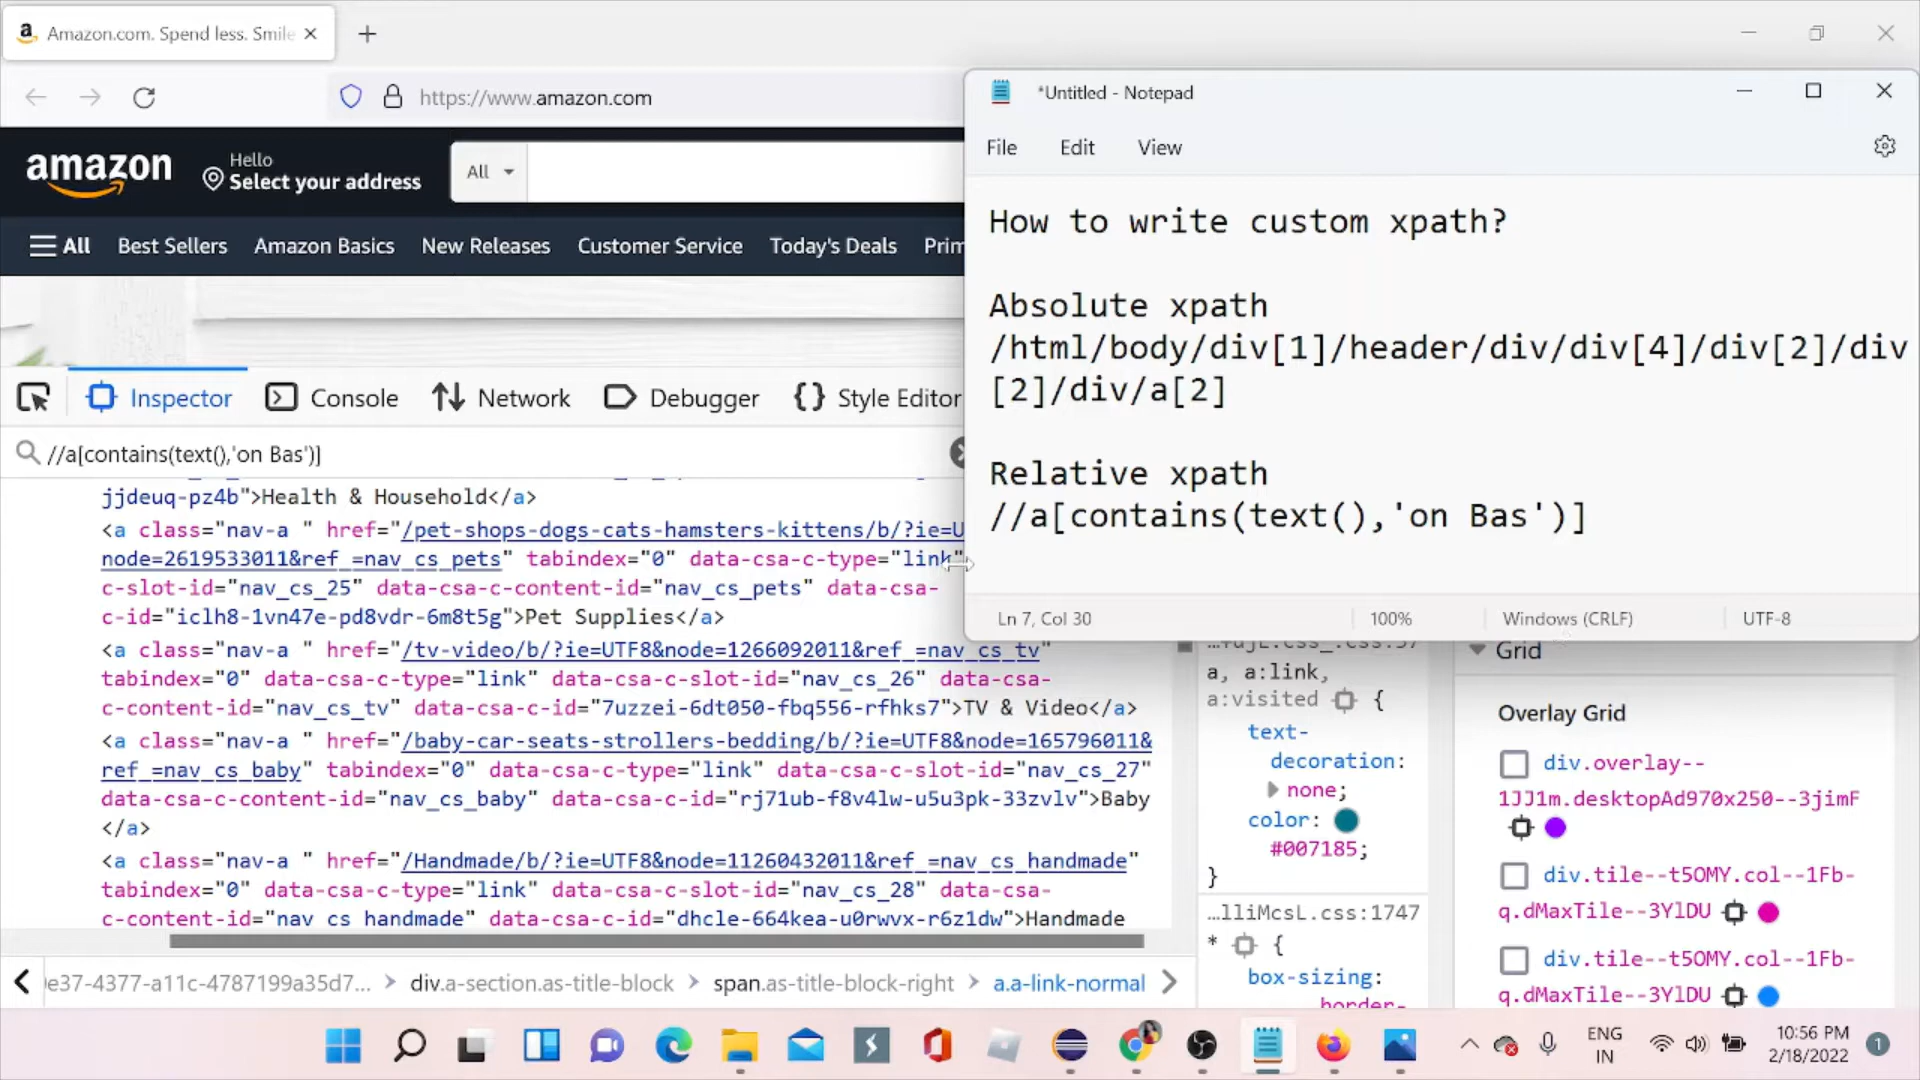 Amazon.com. Spend less. Smile
https://www.amazon.com
amazon
Hello
Select your address
All
All Best Sellers Amazon Basics New Releases Customer Service Today's Deals Prim
Inspector Console Network Debugger Style Editor
//a[contains(text(),'on Bas')]
jjdeuq-pz4b">Health & Household</a>
<a class="nav-a " href="/pet-shops-dogs-cats-hamsters-kittens/b/?ie=U
node=2619533011&ref_=nav_cs_pets" tabindex="0" data-csa-c-type="link"
c-slot-id="nav_cs_25" data-csa-c-content-id="nav_cs_pets" data-csa-
c-id="iclh8-1vn47e-pd8vdr-6m8t5g">Pet Supplies</a>
<a class="nav-a " href="/tv-video/b/?ie=UTF8&node=1266092011&ref_=nav_cs_tv"
tabindex="0" data-csa-c-type="link" data-csa-c-slot-id="nav_cs_26" data-csa-
c-content-id="nav_cs_tv" data-csa-c-id="7uzzei-6dt050-fbq556-rfhks7">TV & Video</a>
<a class="nav-a " href="/baby-car-seats-strollers-bedding/b/?ie=UTF8&node=165796011&
ref_=nav_cs_baby" tabindex="0" data-csa-c-type="link" data-csa-c-slot-id="nav_cs_27"
data-csa-c-content-id="nav_cs_baby" data-csa-c-id="rj71ub-f8v4lw-u5u3pk-33zvlv">Baby
</a>
<a class="nav-a " href="/Handmade/b/?ie=UTF8&node=11260432011&ref_=nav_cs_handmade"
tabindex="0" data-csa-c-type="link" data-csa-c-slot-id="nav_cs_28" data-csa-
c-content-id="nav_cs_handmade" data-csa-c-id="dhcle-664kea-u0rwvx-r6z1dw">Handmade
e37-4377-a11c-4787199a35d7... > div.a-section.as-title-block > span.as-title-block-right > a.a-link-normal
*Untitled - Notepad
File Edit View
How to write custom xpath?
Absolute xpath
/html/body/div[1]/header/div/div[4]/div[2]/div
[2]/div/a[2]
Relative xpath
//a[contains(text(),'on Bas')]
Ln 7, Col 30 100% Windows (CRLF) UTF-8
a, a:link,
a:visited {
text-
decoration:
none;
color:
#007185;
}
...lliMcsL.css:1747
* {
box-sizing:
border-
Grid
Overlay Grid
div.overlay--
1JJ1m.desktopAd970x250--3jimF
div.tile--t5OMY.col--1Fb-
q.dMaxTile--3YlDU
div.tile--t5OMY.col--1Fb-
q.dMaxTile--3YlDU
ENG
IN
10:56 PM
2/18/2022
1